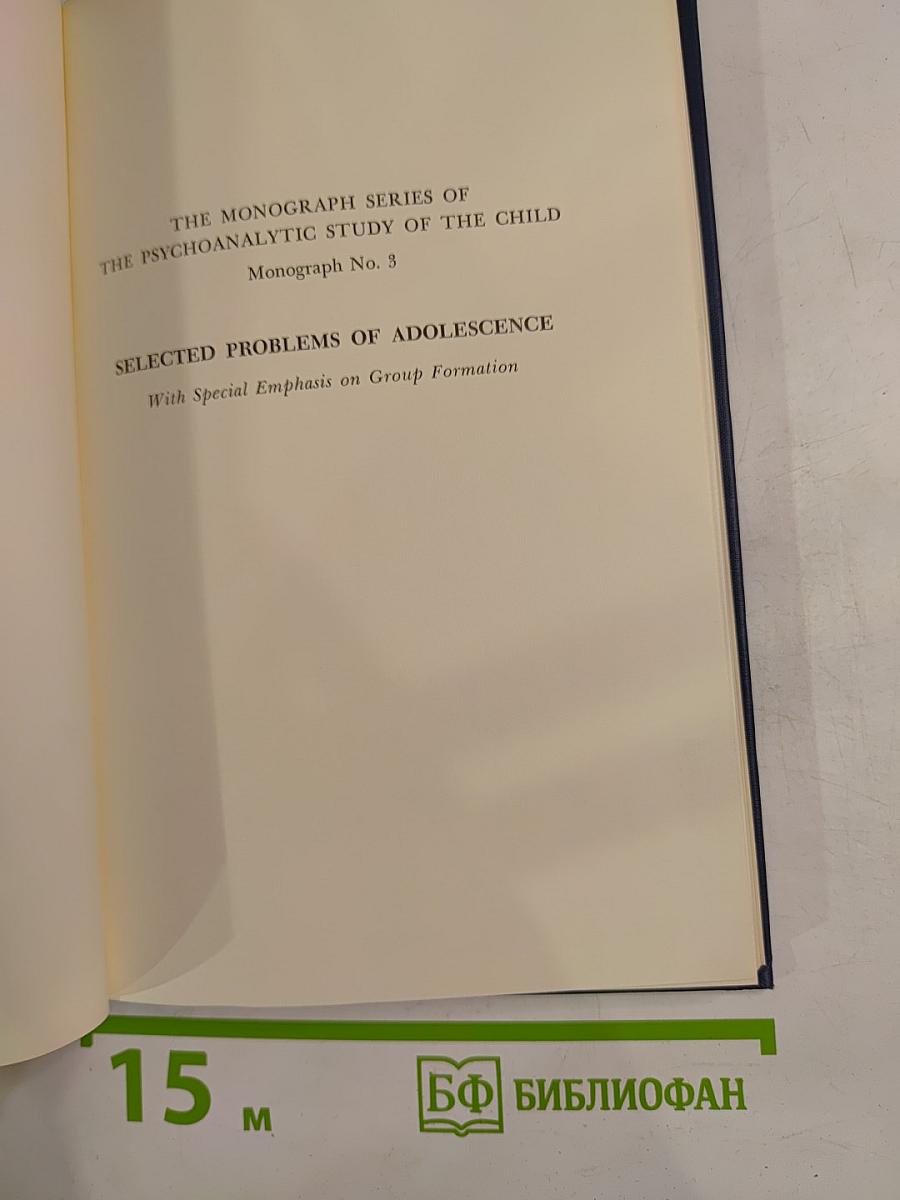 THE MONOGRAPH SERIES OF
THE PSYCHOANALYTIC STUDY OF THE CHILD
Monograph No. 3
SELECTED PROBLEMS OF ADOLESCENCE
With Special Emphasis on Group Formation
15 м
БФ БИБЛИОФАН